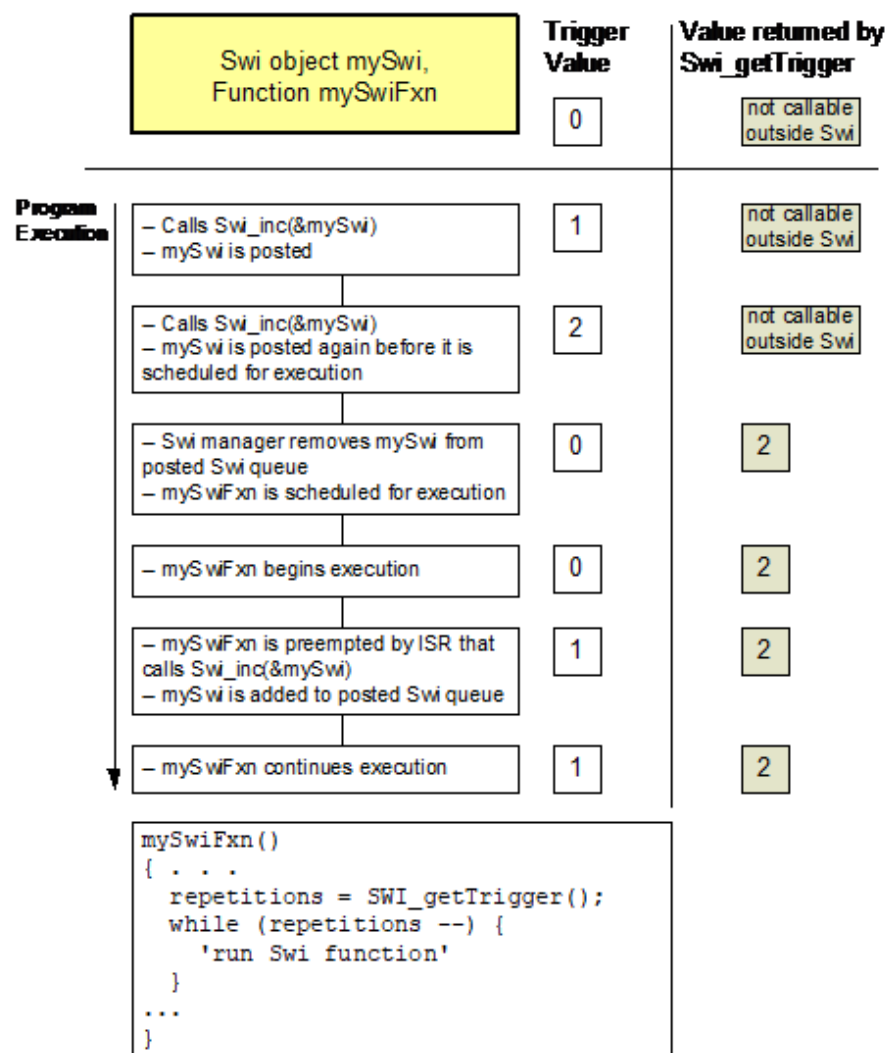 Swi object mySwi,
Function mySwiFxn
Trigger
Value
Value returned by
Swi_getTrigger
0
not callable
outside Swi
Program
Execution
– Calls Swi_inc(&mySwi)
– mySwi is posted
1
not callable
outside Swi
– Calls Swi_inc(&mySwi)
– mySwi is posted again before it is
scheduled for execution
2
not callable
outside Swi
– Swi manager removes mySwi from
posted Swi queue
– mySwiFxn is scheduled for execution
0
2
– mySwiFxn begins execution
0
2
– mySwiFxn is preempted by ISR that
calls Swi_inc(&mySwi)
– mySwi is added to posted Swi queue
1
2
– mySwiFxn continues execution
1
2
mySwiFxn()
{ . . .
repetitions = SWI_getTrigger();
while (repetitions --) {
'run Swi function'
}
...
}